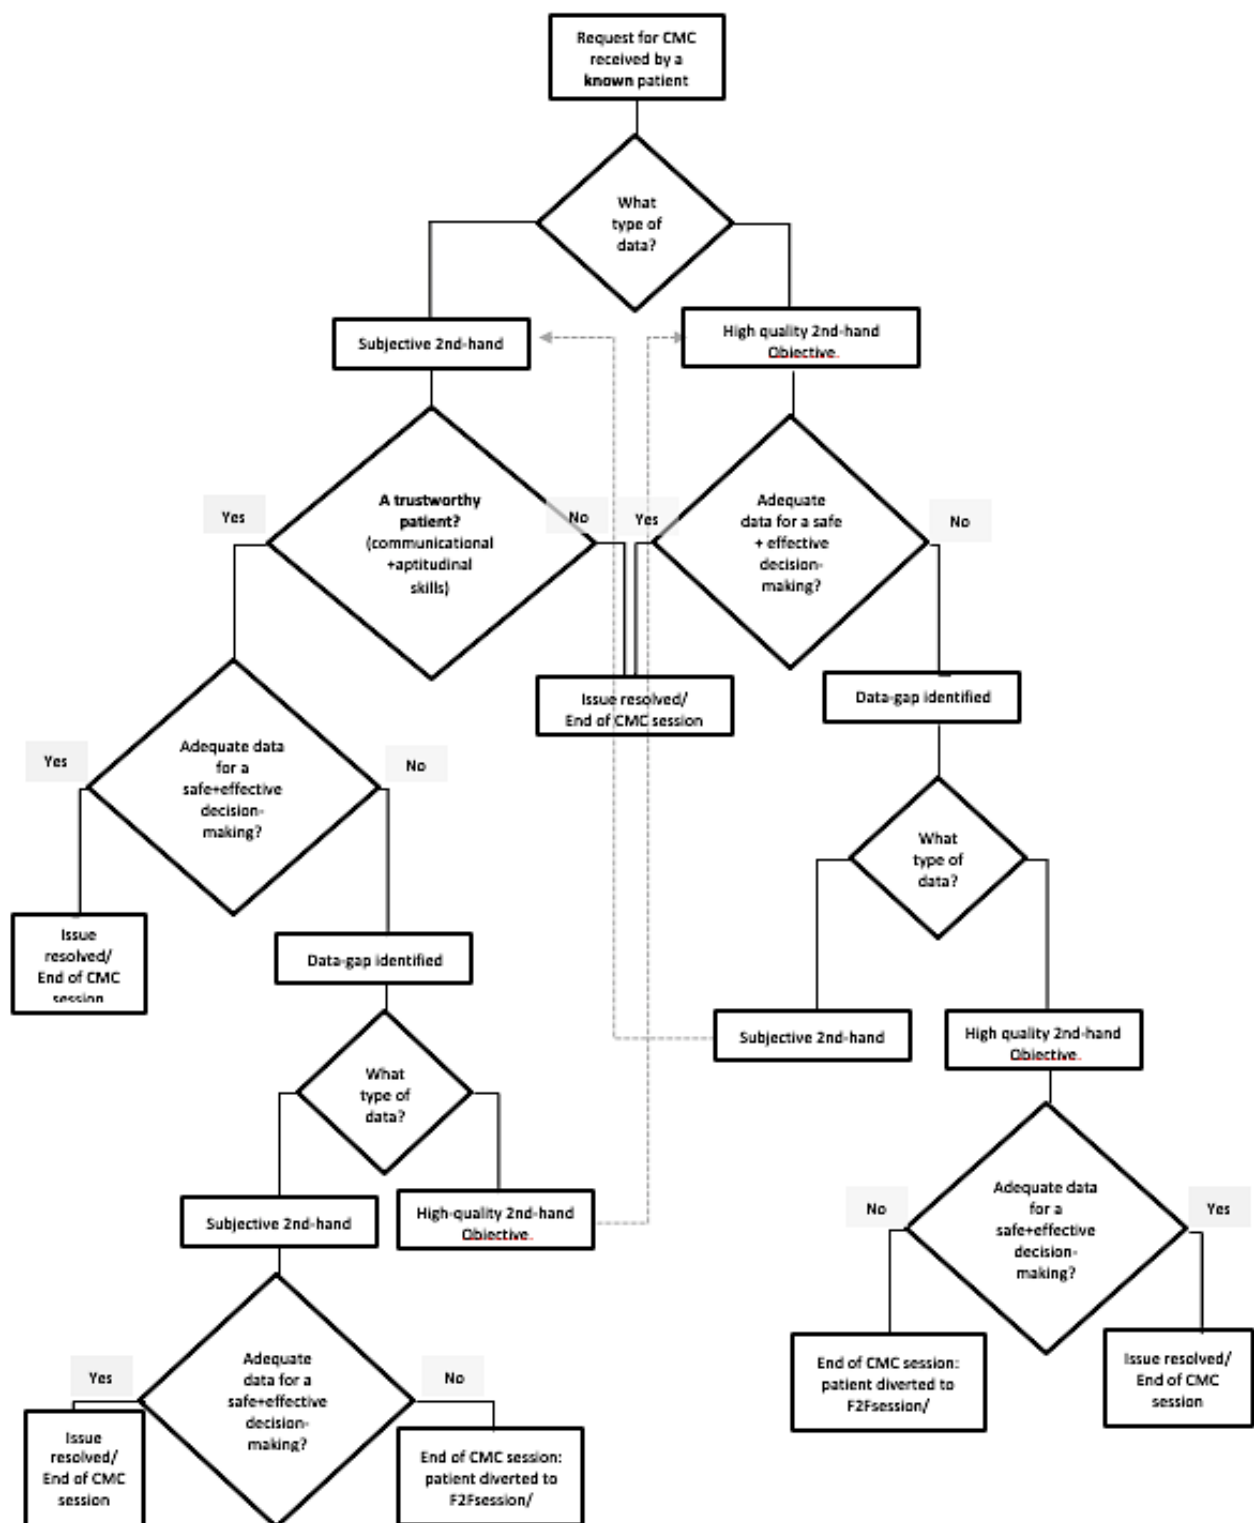 Request for CMC
received by a
known patient
What
type of
data?
Subjective 2nd-hand
High quality 2nd-hand
Objective.
Yes
A trustworthy
patient?
(communicational
+aptitudinal
skills)
No
Yes
Adequate
data for a safe
+ effective
decision-
making?
No
Issue resolved/
End of CMC session
Data-gap identified
Yes
Adequate data
for a
safe+effective
decision-
making?
No
What
type of
data?
Issue
resolved/
End of CMC
session
Data-gap identified
Subjective 2nd-hand
High quality 2nd-hand
Objective.
What
type of
data?
Subjective 2nd-hand
High-quality 2nd-hand
Objective.
No
Adequate data
for a
safe+effective
decision-
making?
Yes
End of CMC session:
patient diverted to
F2Fsession/
Issue resolved/
End of CMC
session
Yes
Adequate
data for a
safe+effective
decision-
making?
No
Issue
resolved/
End of CMC
session
End of CMC session:
patient diverted to
F2Fsession/